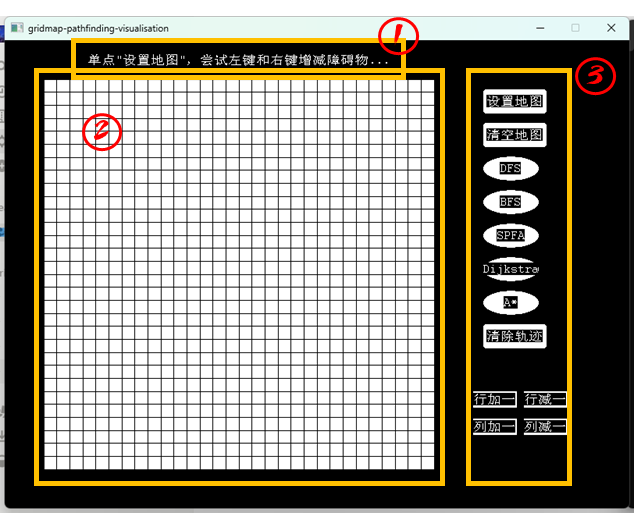 gridmap-pathfinding-visualisation
单点"设置地图", 尝试左键和右键增减障碍物...
1
2
3
设置地图
清空地图
DFS
BFS
SPFA
Dijkstra
A*
清除轨迹
行加一 行减一
列加一 列减一